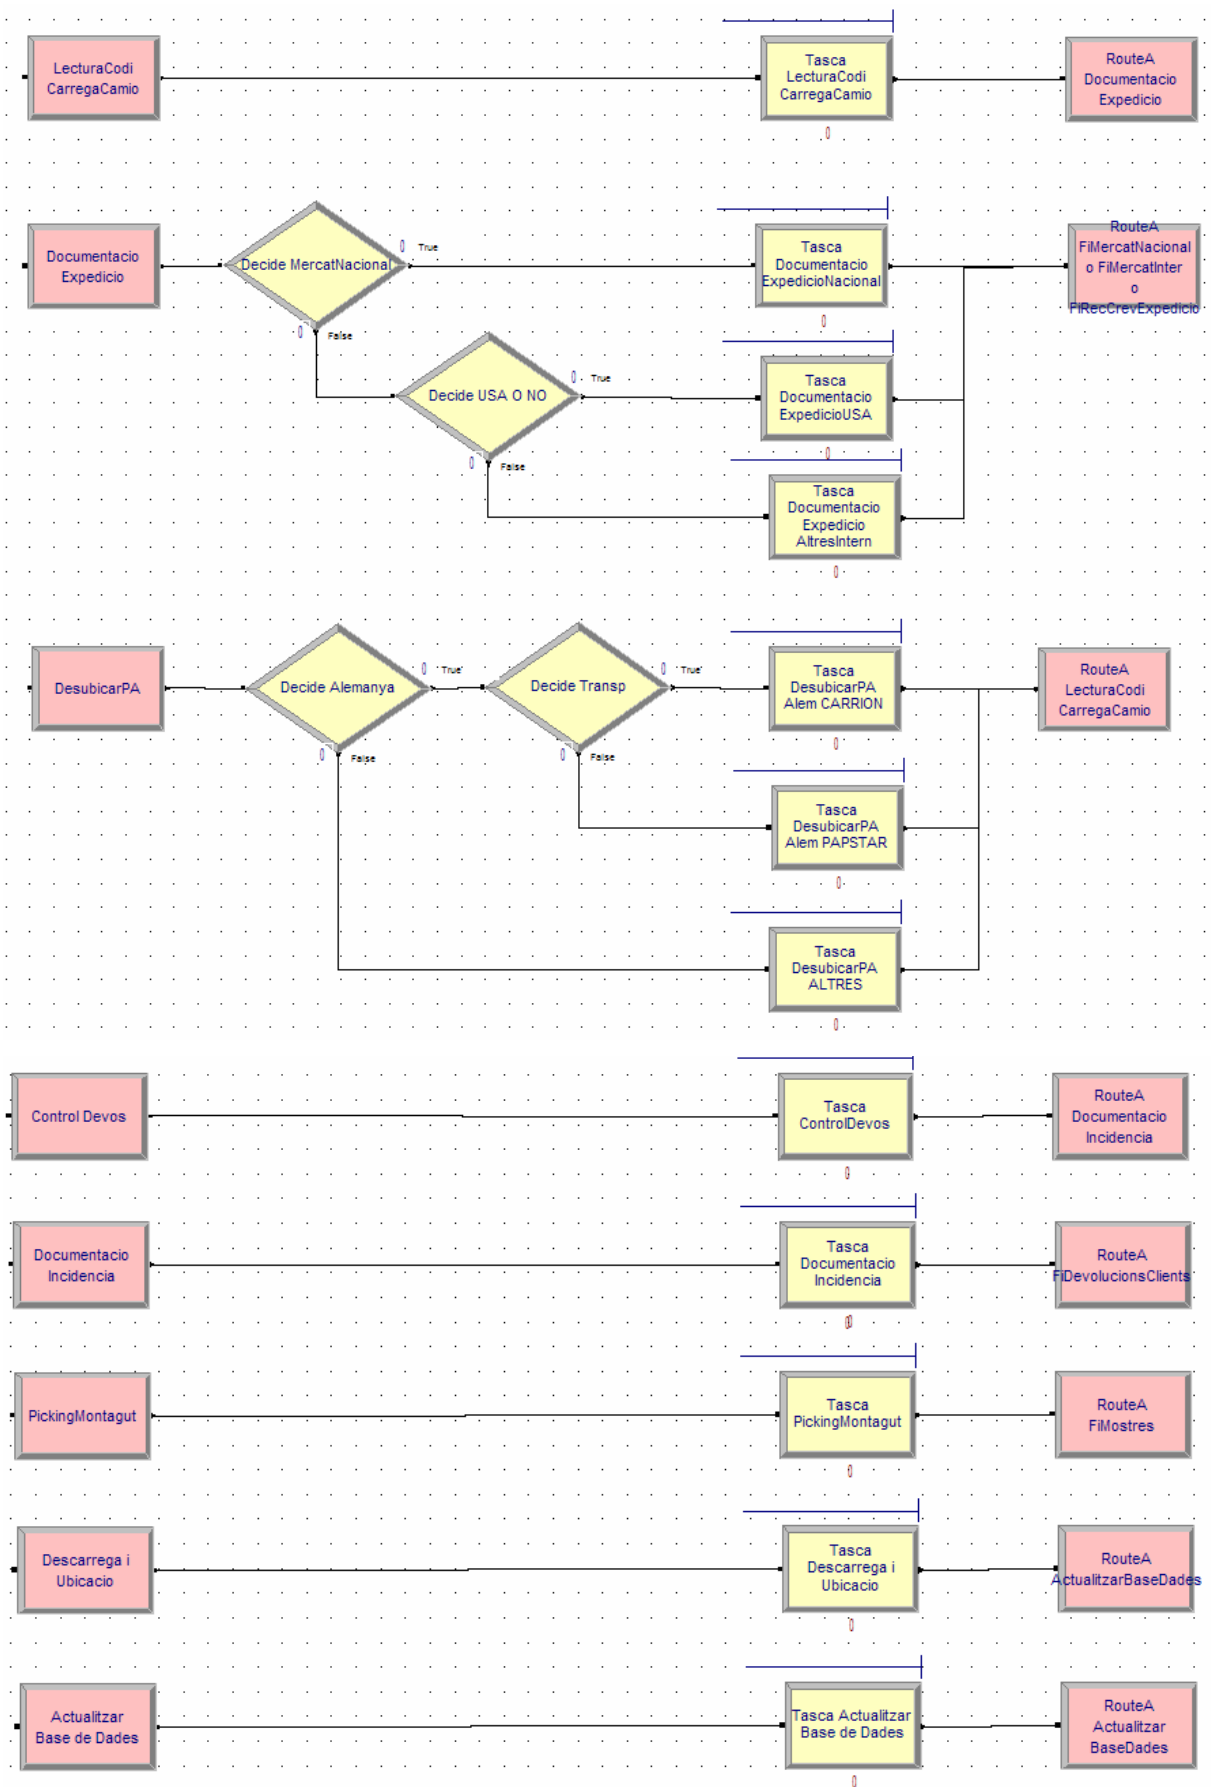 LecturaCodi
CarregaCamio
Tasca
LecturaCodi
CarregaCamio
0
RouteA
Documentacio
Expedicio
Documentacio
Expedicio
Decide MercatNacional
0
True
0
False
Tasca
Documentacio
ExpedicioNacional
0
RouteA
FiMercatNacional
o FiMercatInter
o
FiRecCrevExpedicio
Decide USA O NO
0
True
0
False
Tasca
Documentacio
ExpedicioUSA
0
Tasca
Documentacio
Expedicio
AltresIntern
0
DesubicarPA
Decide Alemanya
0
True
0
False
Decide Transp
0
True
0
False
Tasca
DesubicarPA
Alem CARRION
0
RouteA
LecturaCodi
CarregaCamio
Tasca
DesubicarPA
Alem PAPSTAR
0
Tasca
DesubicarPA
ALTRES
0
Control Devos
Tasca
ControlDevos
0
RouteA
Documentacio
Incidencia
Documentacio
Incidencia
Tasca
Documentacio
Incidencia
RouteA
FiDevolucionsClients
PickingMontagut
Tasca
PickingMontagut
0
RouteA
FiMostres
Descarrega i
Ubicacio
Tasca
Descarrega i
Ubicacio
0
RouteA
ActualitzarBaseDades
Actualitzar
Base de Dades
Tasca Actualitzar
Base de Dades
0
RouteA
Actualitzar
BaseDades